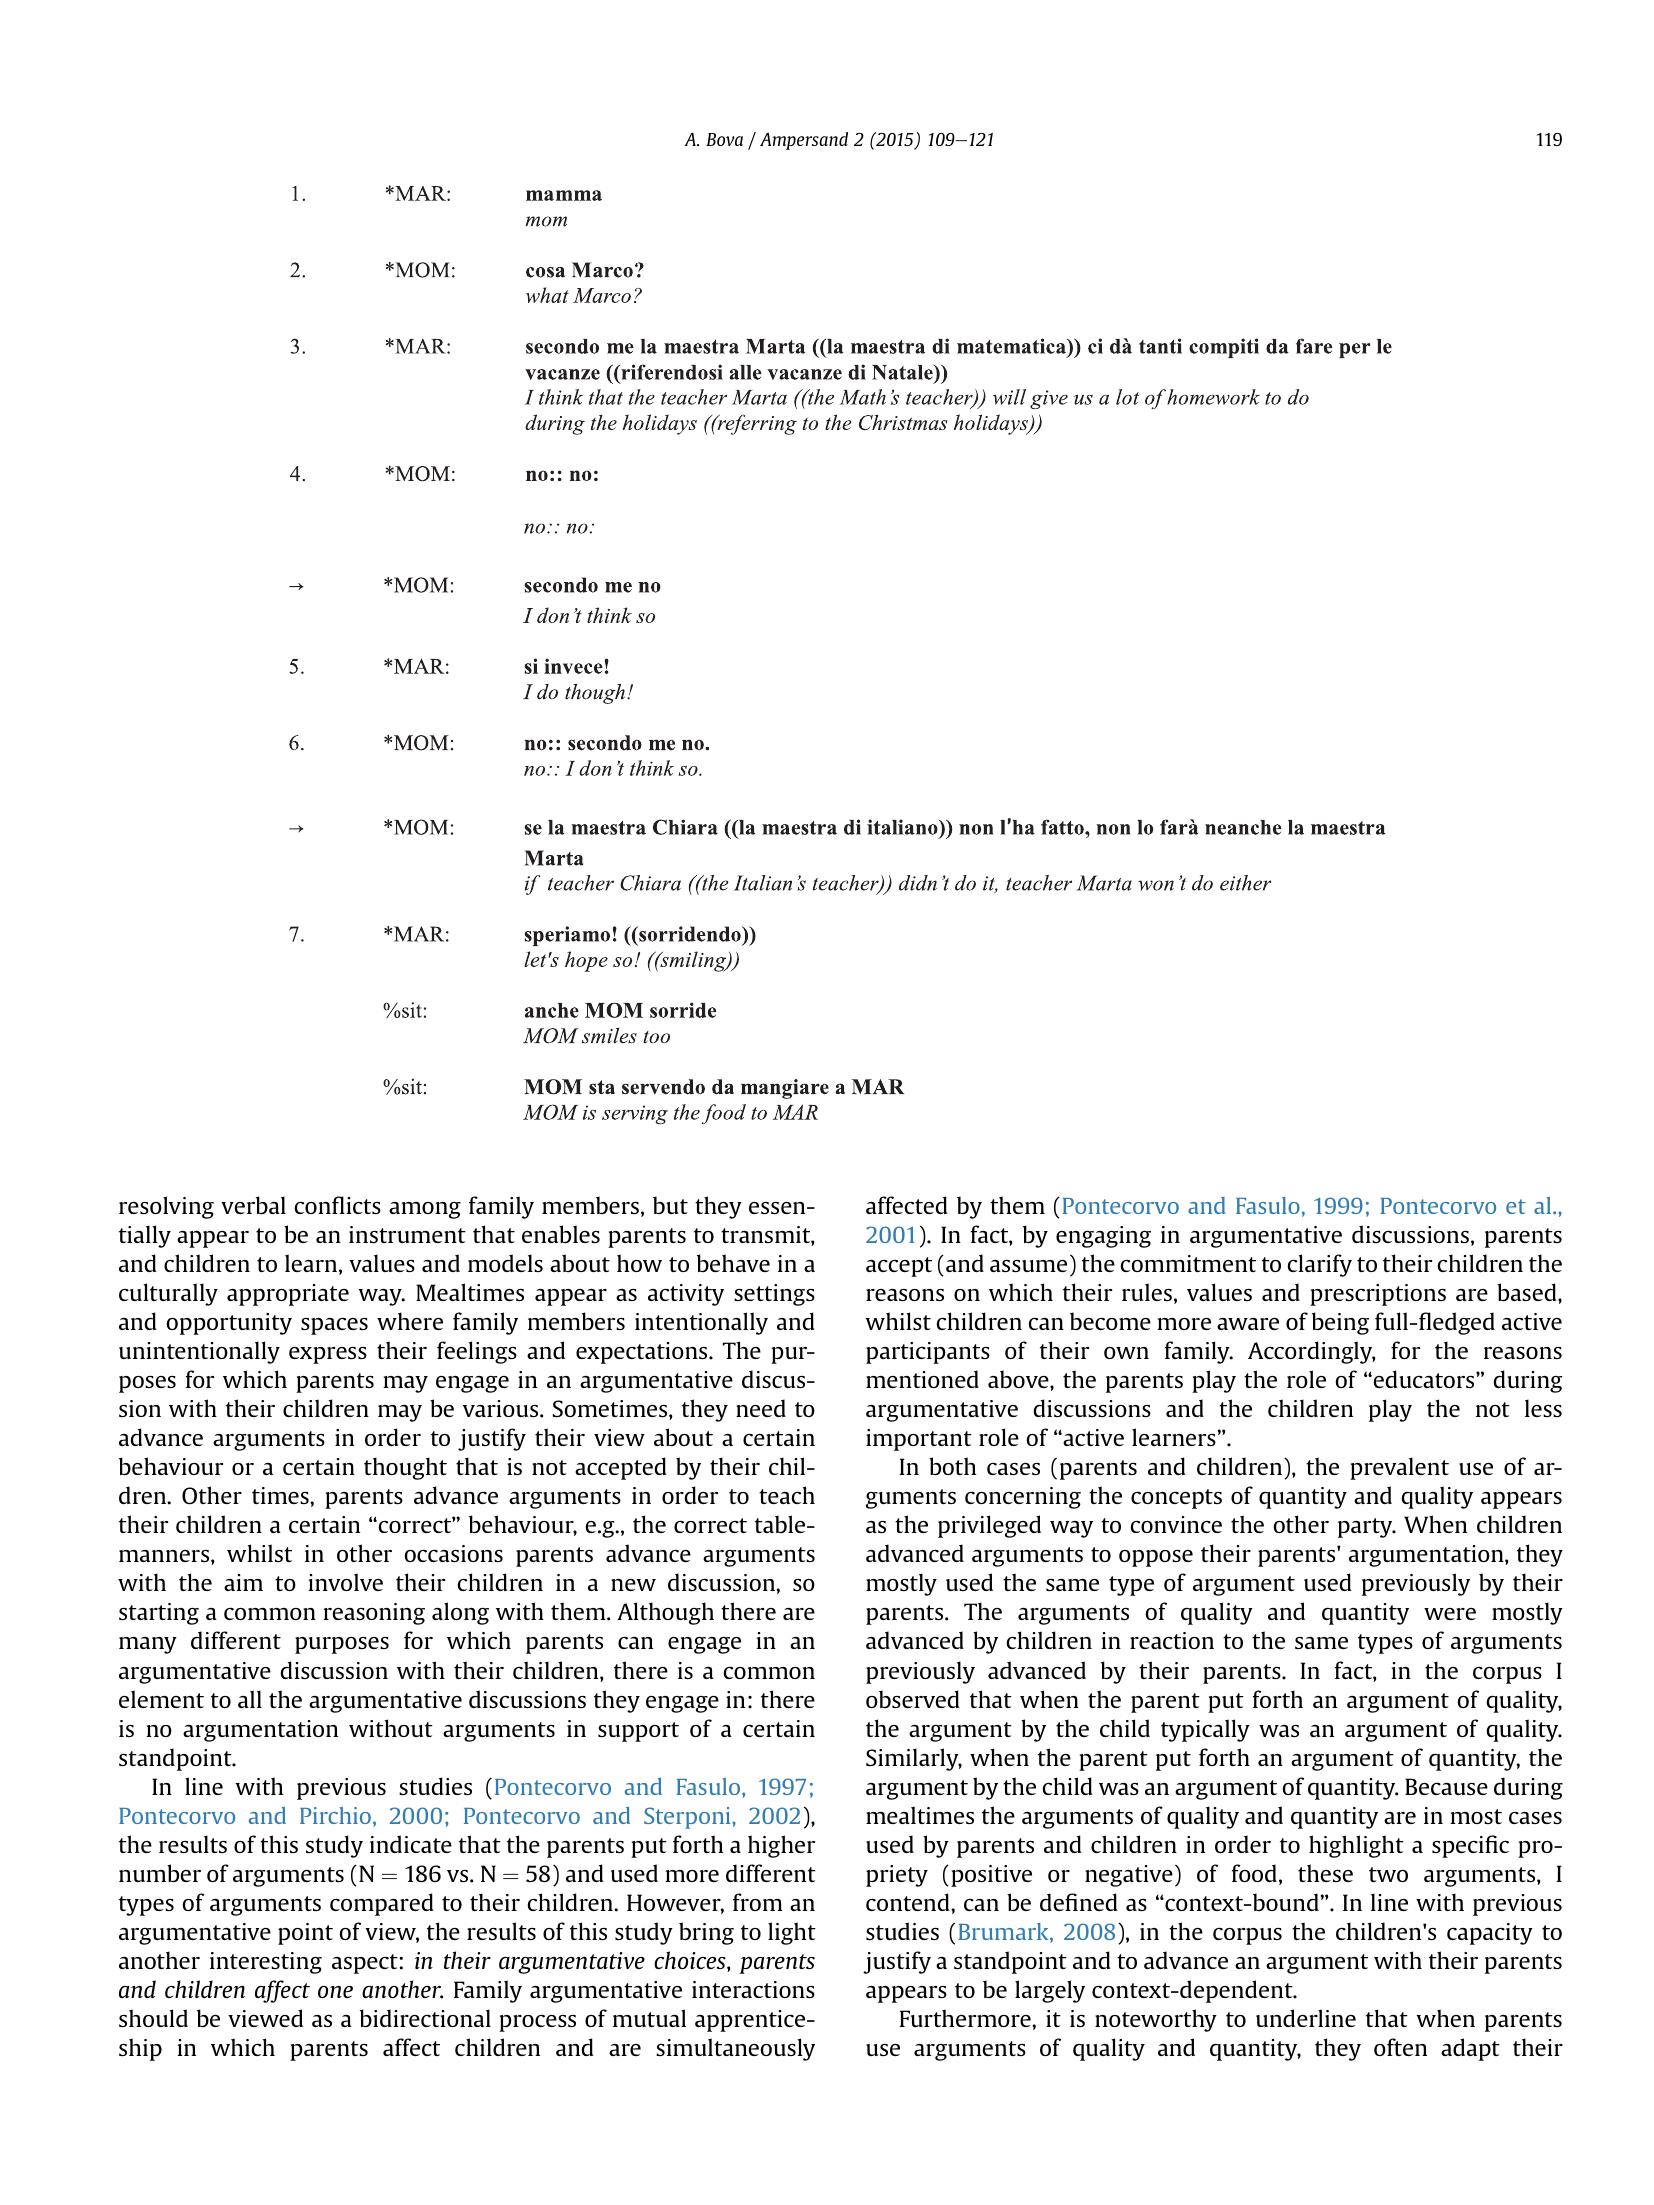 A. Bova / Ampersand 2 (2015) 109–121
119
1. *MAR: mamma
mom
2. *MOM: cosa Marco?
what Marco?
3. *MAR: secondo me la maestra Marta ((la maestra di matematica)) ci dà tanti compiti da fare per le
vacanze ((riferendosi alle vacanze di Natale))
I think that the teacher Marta ((the Math’s teacher)) will give us a lot of homework to do
during the holidays ((referring to the Christmas holidays))
4. *MOM: no:: no:
no:: no:
→ *MOM: secondo me no
I don’t think so
5. *MAR: si invece!
I do though!
6. *MOM: no:: secondo me no.
no:: I don’t think so.
→ *MOM: se la maestra Chiara ((la maestra di italiano)) non l'ha fatto, non lo farà neanche la maestra
Marta
if teacher Chiara ((the Italian’s teacher)) didn’t do it, teacher Marta won’t do either
7. *MAR: speriamo! ((sorridendo))
let's hope so! ((smiling))
%sit: anche MOM sorride
MOM smiles too
%sit: MOM sta servendo da mangiare a MAR
MOM is serving the food to MAR
resolving verbal conflicts among family members, but they essen-
tially appear to be an instrument that enables parents to transmit,
and children to learn, values and models about how to behave in a
culturally appropriate way. Mealtimes appear as activity settings
and opportunity spaces where family members intentionally and
unintentionally express their feelings and expectations. The pur-
poses for which parents may engage in an argumentative discus-
sion with their children may be various. Sometimes, they need to
advance arguments in order to justify their view about a certain
behaviour or a certain thought that is not accepted by their chil-
dren. Other times, parents advance arguments in order to teach
their children a certain “correct” behaviour, e.g., the correct table-
manners, whilst in other occasions parents advance arguments
with the aim to involve their children in a new discussion, so
starting a common reasoning along with them. Although there are
many different purposes for which parents can engage in an
argumentative discussion with their children, there is a common
element to all the argumentative discussions they engage in: there
is no argumentation without arguments in support of a certain
standpoint.
In line with previous studies (Pontecorvo and Fasulo, 1997;
Pontecorvo and Pirchio, 2000; Pontecorvo and Sterponi, 2002),
the results of this study indicate that the parents put forth a higher
number of arguments (N = 186 vs. N = 58) and used more different
types of arguments compared to their children. However, from an
argumentative point of view, the results of this study bring to light
another interesting aspect: in their argumentative choices, parents
and children affect one another. Family argumentative interactions
should be viewed as a bidirectional process of mutual apprentice-
ship in which parents affect children and are simultaneously
affected by them (Pontecorvo and Fasulo, 1999; Pontecorvo et al.,
2001). In fact, by engaging in argumentative discussions, parents
accept (and assume) the commitment to clarify to their children the
reasons on which their rules, values and prescriptions are based,
whilst children can become more aware of being full-fledged active
participants of their own family. Accordingly, for the reasons
mentioned above, the parents play the role of “educators” during
argumentative discussions and the children play the not less
important role of “active learners”.
In both cases (parents and children), the prevalent use of ar-
guments concerning the concepts of quantity and quality appears
as the privileged way to convince the other party. When children
advanced arguments to oppose their parents' argumentation, they
mostly used the same type of argument used previously by their
parents. The arguments of quality and quantity were mostly
advanced by children in reaction to the same types of arguments
previously advanced by their parents. In fact, in the corpus I
observed that when the parent put forth an argument of quality,
the argument by the child typically was an argument of quality.
Similarly, when the parent put forth an argument of quantity, the
argument by the child was an argument of quantity. Because during
mealtimes the arguments of quality and quantity are in most cases
used by parents and children in order to highlight a specific pro-
priety (positive or negative) of food, these two arguments, I
contend, can be defined as “context-bound”. In line with previous
studies (Brumark, 2008), in the corpus the children's capacity to
justify a standpoint and to advance an argument with their parents
appears to be largely context-dependent.
Furthermore, it is noteworthy to underline that when parents
use arguments of quality and quantity, they often adapt their